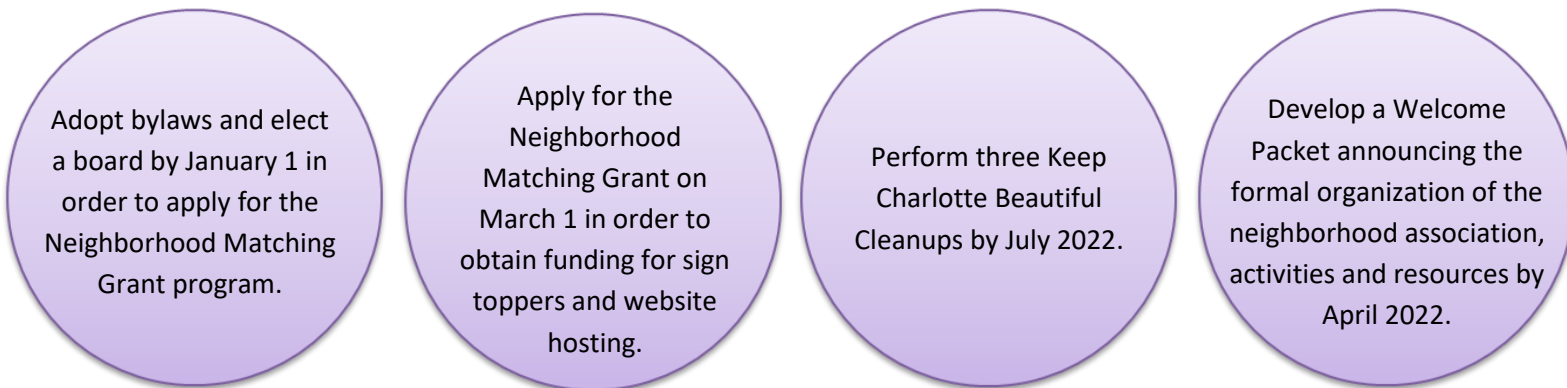 Adopt bylaws and elect
a board by January 1 in
order to apply for the
Neighborhood Matching
Grant program.
Apply for the
Neighborhood
Matching Grant on
March 1 in order to
obtain funding for sign
toppers and website
hosting.
Perform three Keep
Charlotte Beautiful
Cleanups by July 2022.
Develop a Welcome
Packet announcing the
formal organization of the
neighborhood association,
activities and resources by
April 2022.